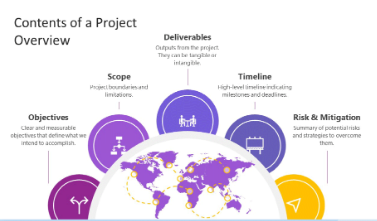 Contents of a Project
Overview
Deliverables
Outputs from the project.
They can be tangible or
intangible.
Scope
Project boundaries and
limitations.
Timeline
High-level timeline indicating
milestones and deadlines.
Objectives
Clear and measurable
objectives that define what we
intend to accomplish.
Risk & Mitigation
Summary of potential risks
and strategies to overcome
them.